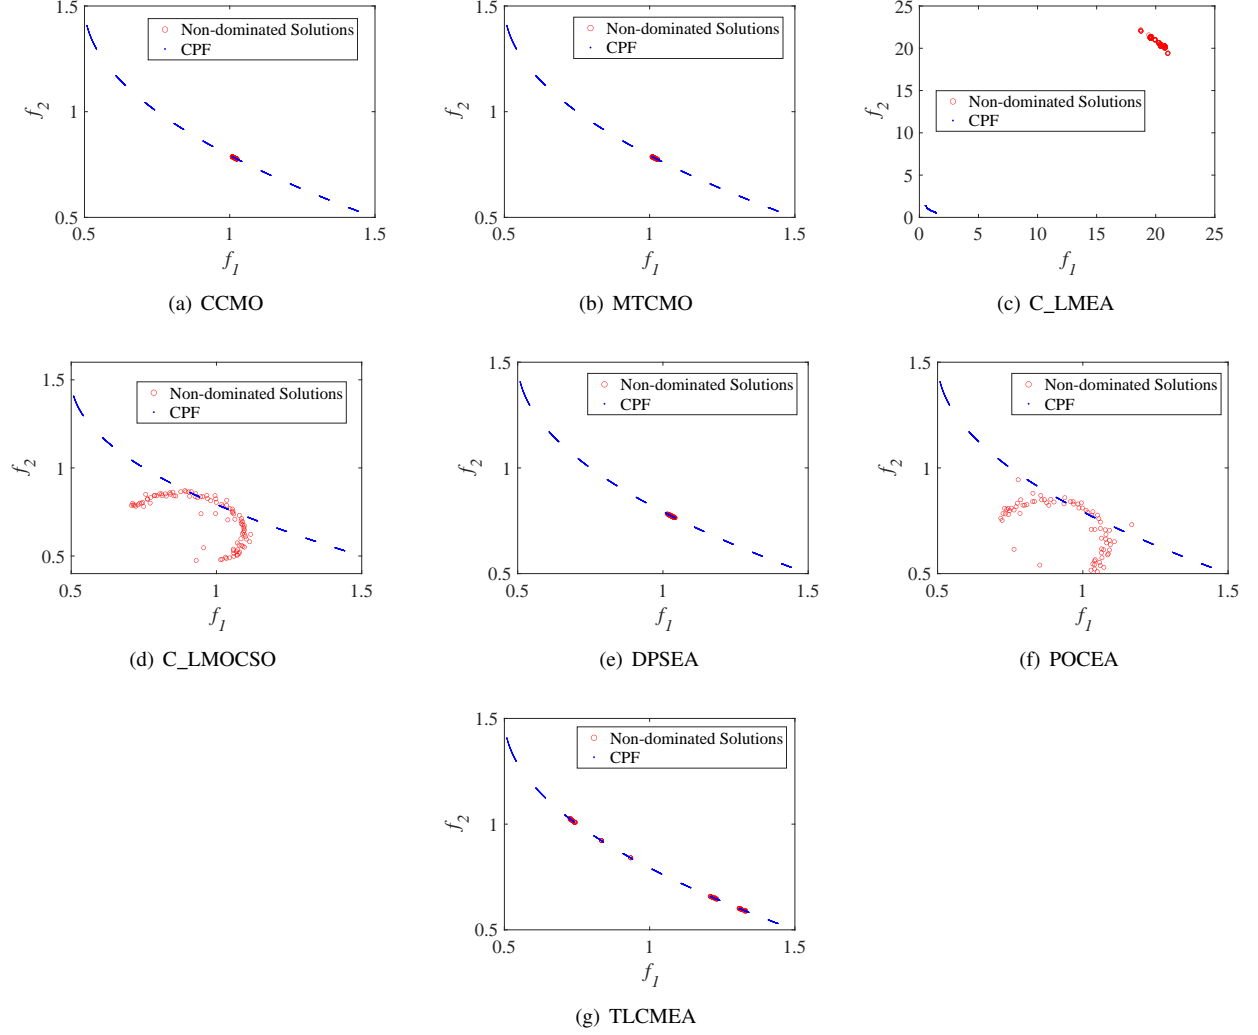 1.5
Non-dominated Solutions
CPF
f2
1
0.5
0.5 1 1.5
f1
(a) CCMO
1.5
Non-dominated Solutions
CPF
f2
1
0.5
0.5 1 1.5
f1
(b) MTCMO
25
20
15
Non-dominated Solutions
CPF
f2
10
5
0
0 5 10 15 20 25
f1
(c) C_LMEA
1.5
Non-dominated Solutions
CPF
f2
1
0.5
0.5 1 1.5
f1
(d) C_LMOCSO
1.5
Non-dominated Solutions
CPF
f2
1
0.5
0.5 1 1.5
f1
(e) DPSEA
1.5
Non-dominated Solutions
CPF
f2
1
0.5
0.5 1 1.5
f1
(f) POCEA
1.5
Non-dominated Solutions
CPF
f2
1
0.5
0.5 1 1.5
f1
(g) TLCMEA